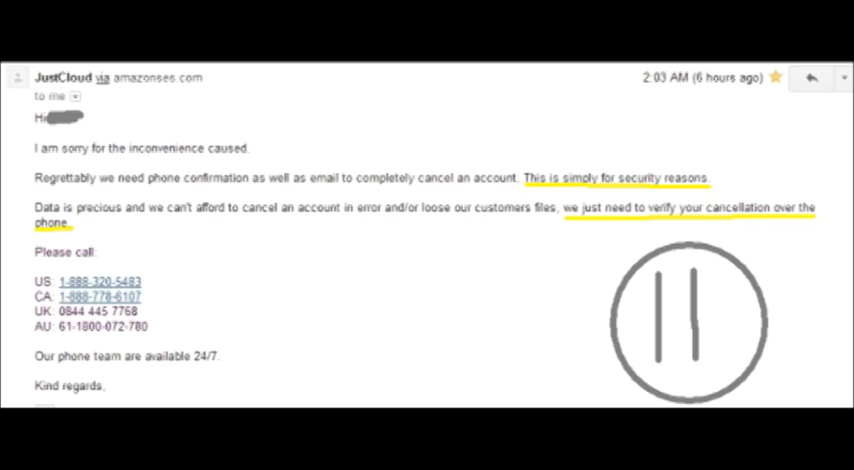 JustCloud via amazonses.com
2:03 AM (6 hours ago)
to me
Hi
I am sorry for the inconvenience caused.
Regrettably we need phone confirmation as well as email to completely cancel an account. This is simply for security reasons.
Data is precious and we can't afford to cancel an account in error and/or loose our customers files, we just need to verify your cancellation over the
phone.
Please call:
US: 1-888-320-5483
CA: 1-888-778-6107
UK: 0844 445 7768
AU: 61-1800-072-780
Our phone team are available 24/7.
Kind regards,